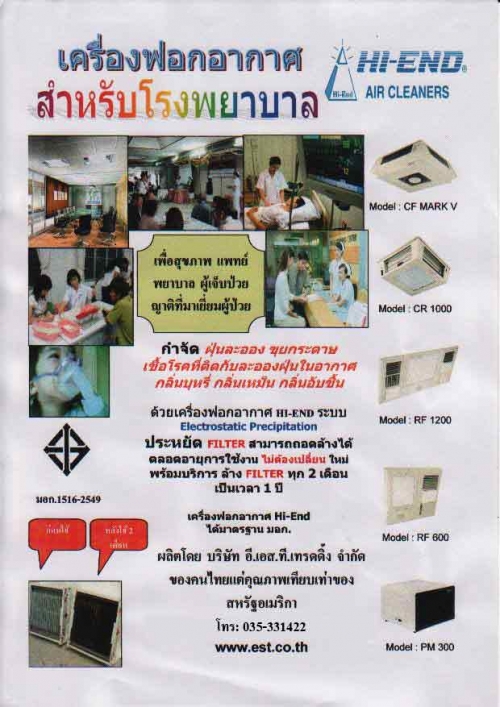 เครื่องฟอกอากาศ
สำหรับโรงพยาบาล
HI-END®
Hi-End
AIR CLEANERS
Model : CF MARK V
เพื่อสุขภาพ แพทย์
พยาบาล ผู้เจ็บป่วย
ญาติที่มาเยี่ยมผู้ป่วย
Model : CR 1000
กำจัด ฝุ่นละออง ขุยกระดาษ
เชื้อโรคที่ติดกับละอองฝุ่นในอากาศ
กลิ่นบุหรี่ กลิ่นเหม็น กลิ่นอับชื้น
Model : RF 1200
ด้วยเครื่องฟอกอากาศ HI-END ระบบ
Electrostatic Precipitation
ประหยัด FILTER สามารถถอดล้างได้
ตลอดอายุการใช้งาน ไม่ต้องเปลี่ยน ใหม่
พร้อมบริการ ล้าง FILTER ทุก 2 เดือน
เป็นเวลา 1 ปี
มอก.1516-2549
เครื่องฟอกอากาศ Hi-End
ได้มาตรฐาน มอก.
Model : RF 600
ก่อนใช้
หลังใช้ 2
เดือน
ผลิตโดย บริษัท อี.เอส.ที.เทรดดิ้ง จำกัด
ของคนไทยแต่คุณภาพเทียบเท่าของ
สหรัฐอเมริกา
โทร: 035-331422
www.est.co.th
Model : PM 300